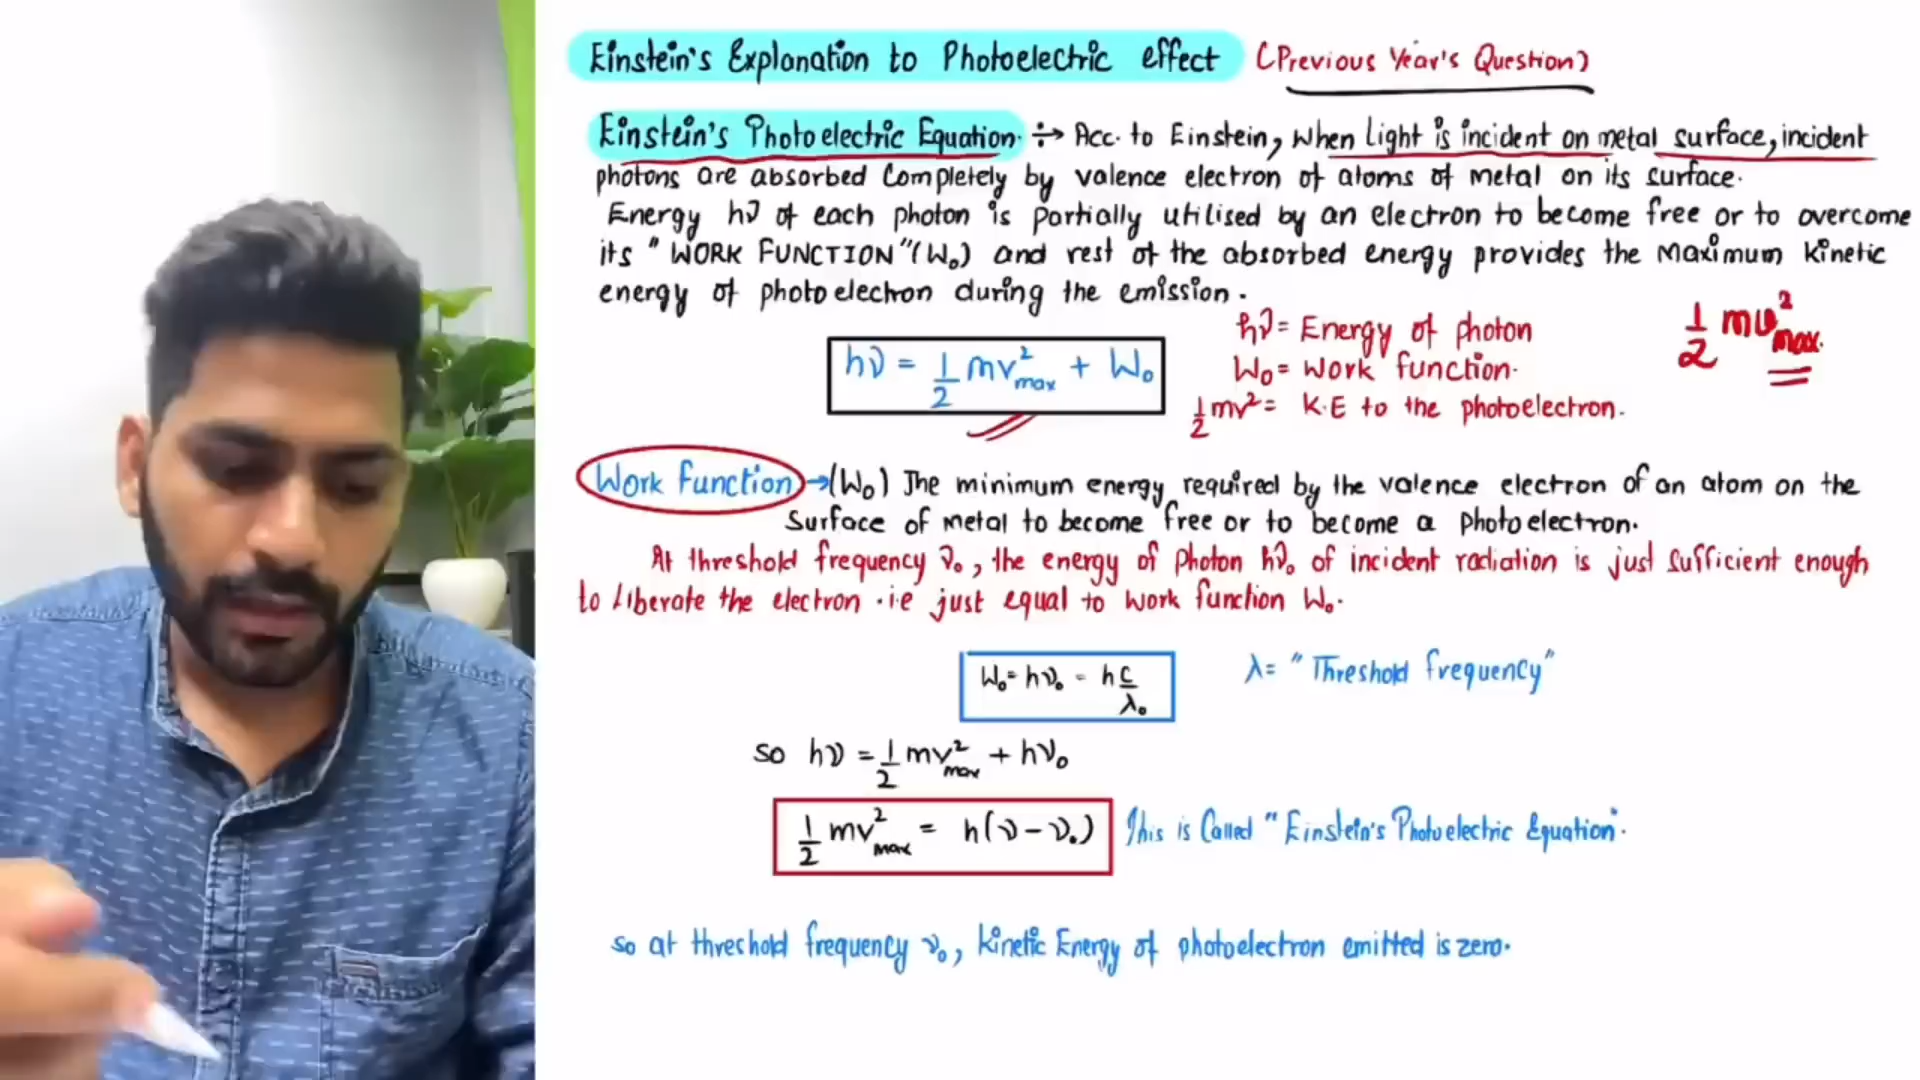 Einstein's Explanation to Photoelectric effect (Previous Year's Question)
Einstein's Photoelectric Equation ÷→ Acc. to Einstein, when light is incident on metal surface, incident
photons are absorbed completely by valence electron of atoms of metal on its surface.
Energy hν of each photon is partially utilised by an electron to become free or to overcome
its "WORK FUNCTION" (W₀) and rest of the absorbed energy provides the maximum kinetic
energy of photoelectron during the emission.
hν = 1/2 mv²max + W₀
hν = Energy of photon
W₀ = Work function.
1/2 mv² = K.E to the photoelectron.
1/2 mv²max.
Work function → (W₀) The minimum energy required by the valence electron of an atom on the
surface of metal to become free or to become a photoelectron.
At threshold frequency ν₀, the energy of photon hν₀ of incident radiation is just sufficient enough
to liberate the electron .i.e just equal to work function W₀.
W₀ = hν₀ = h c/λ₀
λ = "Threshold frequency"
so hν = 1/2 mv²max + hν₀
1/2 mv²max = h(ν - ν₀)
This is Called "Einstein's Photoelectric Equation".
so at threshold frequency ν₀, kinetic Energy of photoelectron emitted is zero.